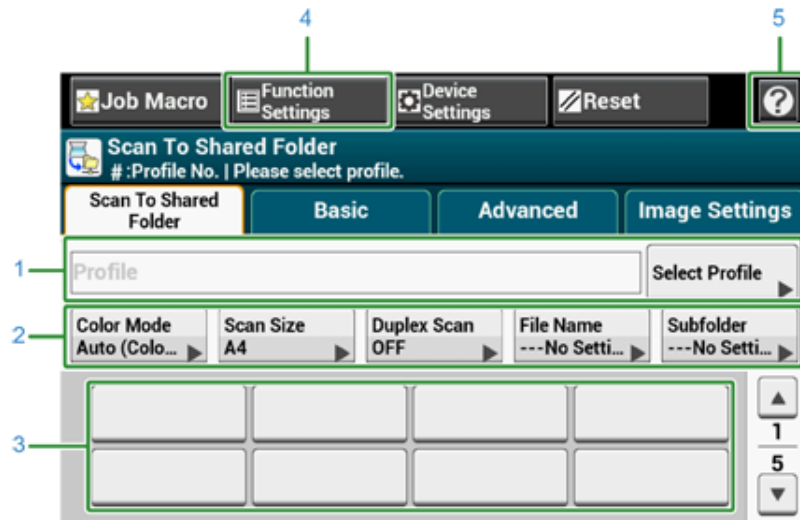 4
5
Job Macro
Function
Settings
Device
Settings
Reset
?
Scan To Shared Folder
# :Profile No. | Please select profile.
Scan To Shared
Folder
Basic
Advanced
Image Settings
1
Profile
Select Profile
2
Color Mode
Auto (Colo...
Scan Size
A4
Duplex Scan
OFF
File Name
---No Setti...
Subfolder
---No Setti...
3
1
5